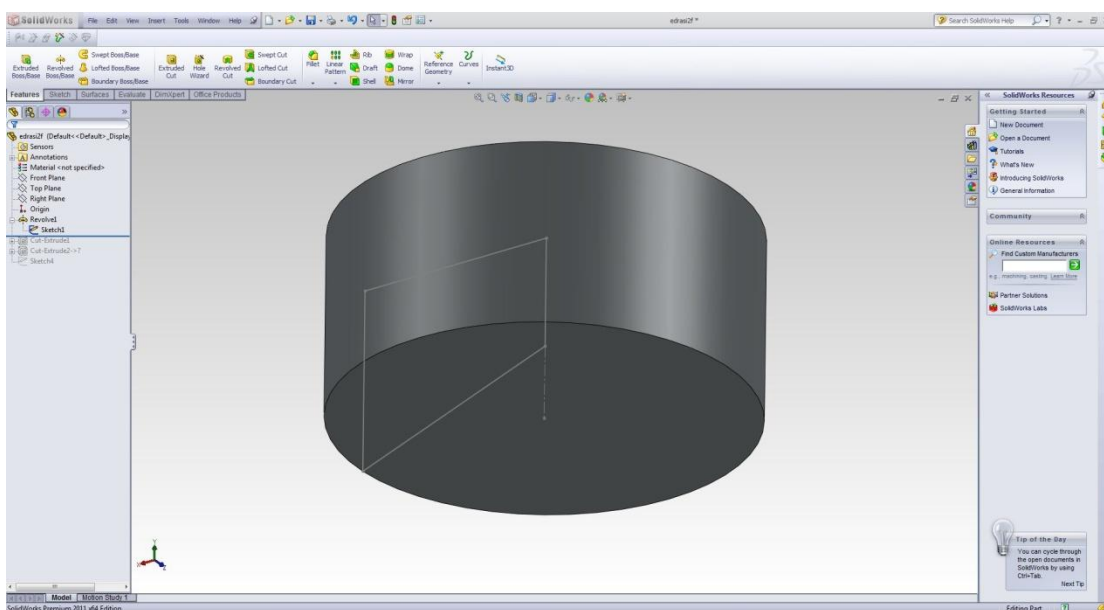 SolidWorks File Edit View Insert Tools Window Help edrasi2f * Search SolidWorks Help
Extruded Boss/Base
Revolved Boss/Base
Swept Boss/Base
Lofted Boss/Base
Boundary Boss/Base
Extruded Cut
Hole Wizard
Revolved Cut
Swept Cut
Lofted Cut
Boundary Cut
Fillet
Linear Pattern
Rib
Draft
Shell
Wrap
Dome
Mirror
Reference Geometry
Curves
Instant3D
Features Sketch Surfaces Evaluate DimXpert Office Products
edrasi2f (Default<<Default>_Display
Sensors
Annotations
Material <not specified>
Front Plane
Top Plane
Right Plane
Origin
Revolve1
Sketch1
Cut-Extrude1
Cut-Extrude2->?
Sketch4
SolidWorks Resources
Getting Started
New Document
Open a Document
Tutorials
What's New
Introducing SolidWorks
General Information
Community
Online Resources
Find Custom Manufacturers
e.g., machining, casting Learn More
Partner Solutions
SolidWorks Labs
Tip of the Day
You can cycle through
the open documents in
SolidWorks by using
Ctrl+Tab.
Next Tip
Model Motion Study 1
SolidWorks Premium 2011 x64 Edition Editing Part